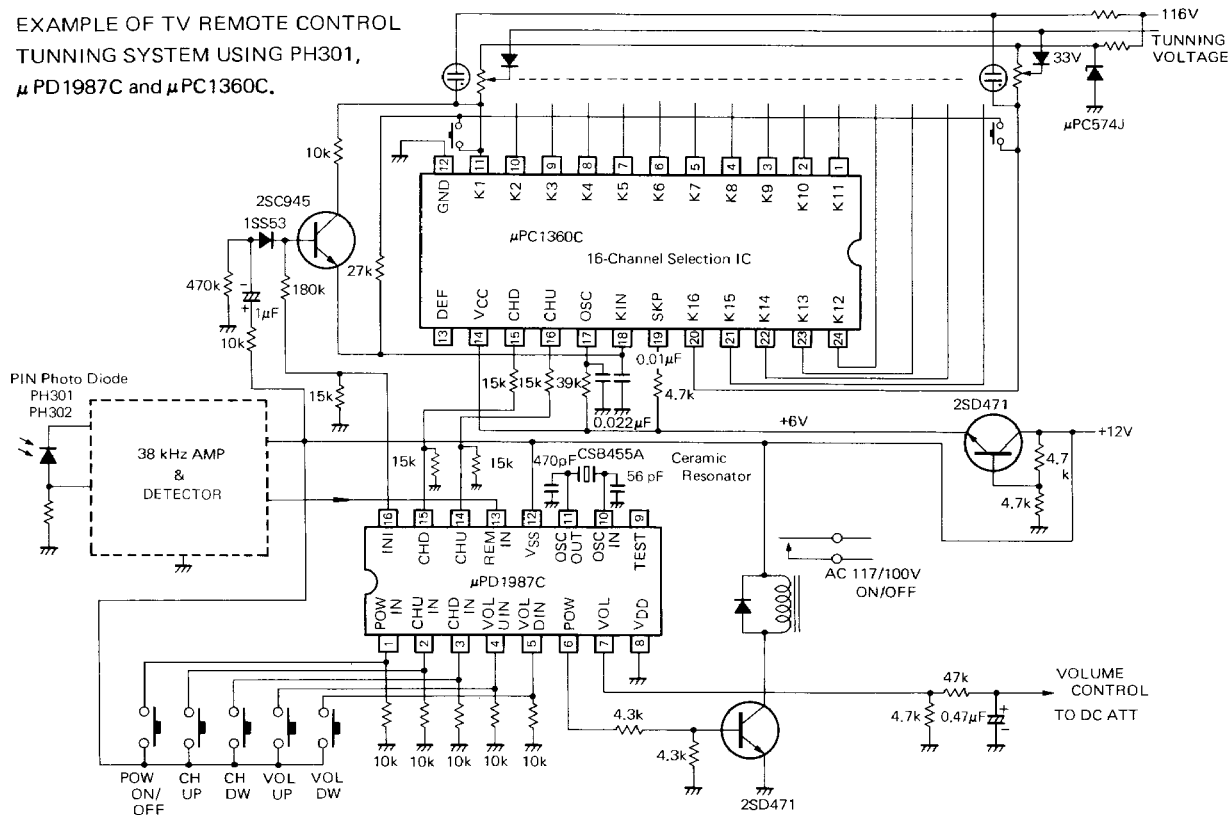 EXAMPLE OF TV REMOTE CONTROL
TUNNING SYSTEM USING PH301,
μPD1987C and μPC1360C.
116V
TUNNING
VOLTAGE
33V
μPC574J
10k
2SC945
1SS53
470k
1μF
180k
27k
10k
15k
12 11 10 9 8 7 6 5 4 3 2 1
GND K1 K2 K3 K4 K5 K6 K7 K8 K9 K10 K11
μPC1360C
16-Channel Selection IC
DEF VCC CHD CHU OSC KIN SKP K16 K15 K14 K13 K12
13 14 15 16 17 18 19 20 21 22 23 24
0.01μF
15k 15k 39k
4.7k
0.022μF
+6V
2SD471
+12V
4.7
k
4.7k
PIN Photo Diode
PH301
PH302
38 kHz AMP
&
DETECTOR
15k
15k
470pF
CSB455A
56 pF
Ceramic
Resonator
16 15 14 13 12 11 10 9
INI CHD CHU REM IN VSS OSC OUT OSC IN TEST
μPD1987C
POW IN CHU IN CHD IN VOL UIN VOL DIN POW VOL VDD
1 2 3 4 5 6 7 8
AC 117/100V
ON/OFF
10k 10k 10k 10k 10k
4.3k
4.3k
2SD471
47k
4.7k
0.47μF
VOLUME
CONTROL
TO DC ATT
POW
ON/
OFF
CH
UP
CH
DW
VOL
UP
VOL
DW